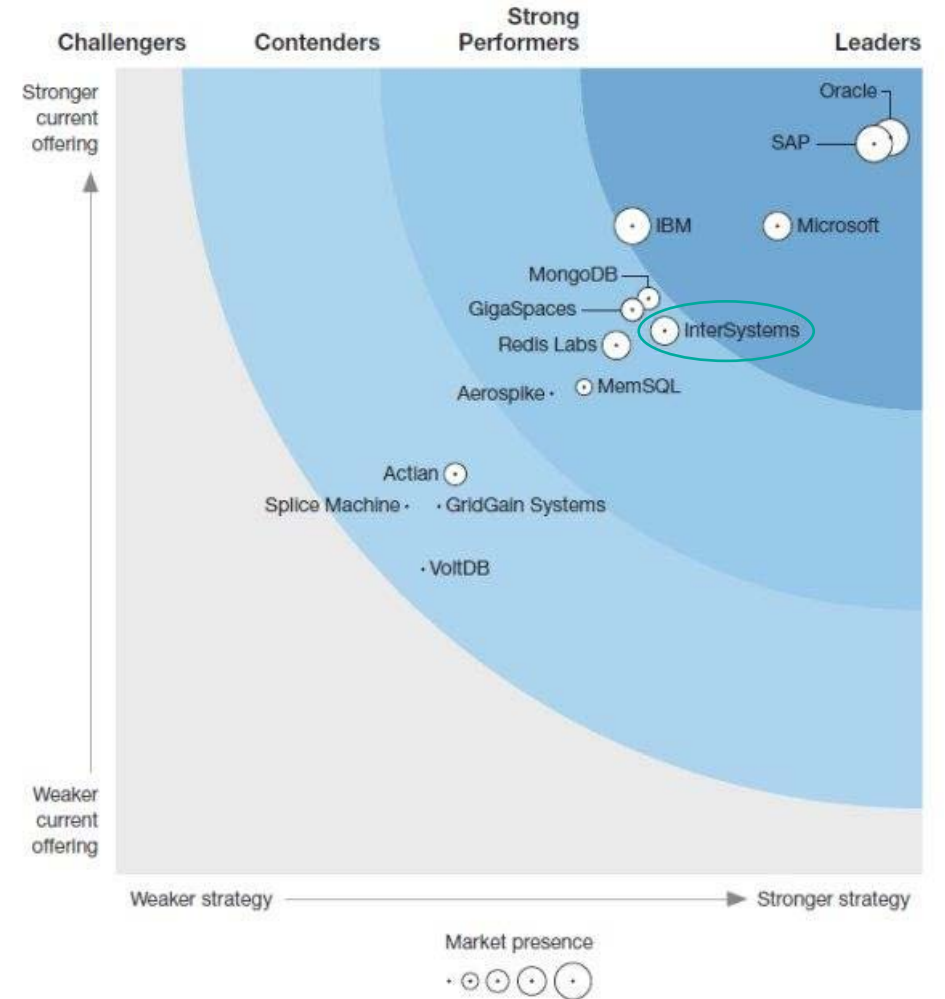 Challengers
Contenders
Strong
Performers
Leaders
Stronger
current
offering
Oracle
SAP
IBM
Microsoft
MongoDB
GigaSpaces
InterSystems
Redis Labs
MemSQL
Aerospike
Actian
Splice Machine
GridGain Systems
VoltDB
Weaker
current
offering
Weaker strategy
Stronger strategy
Market presence